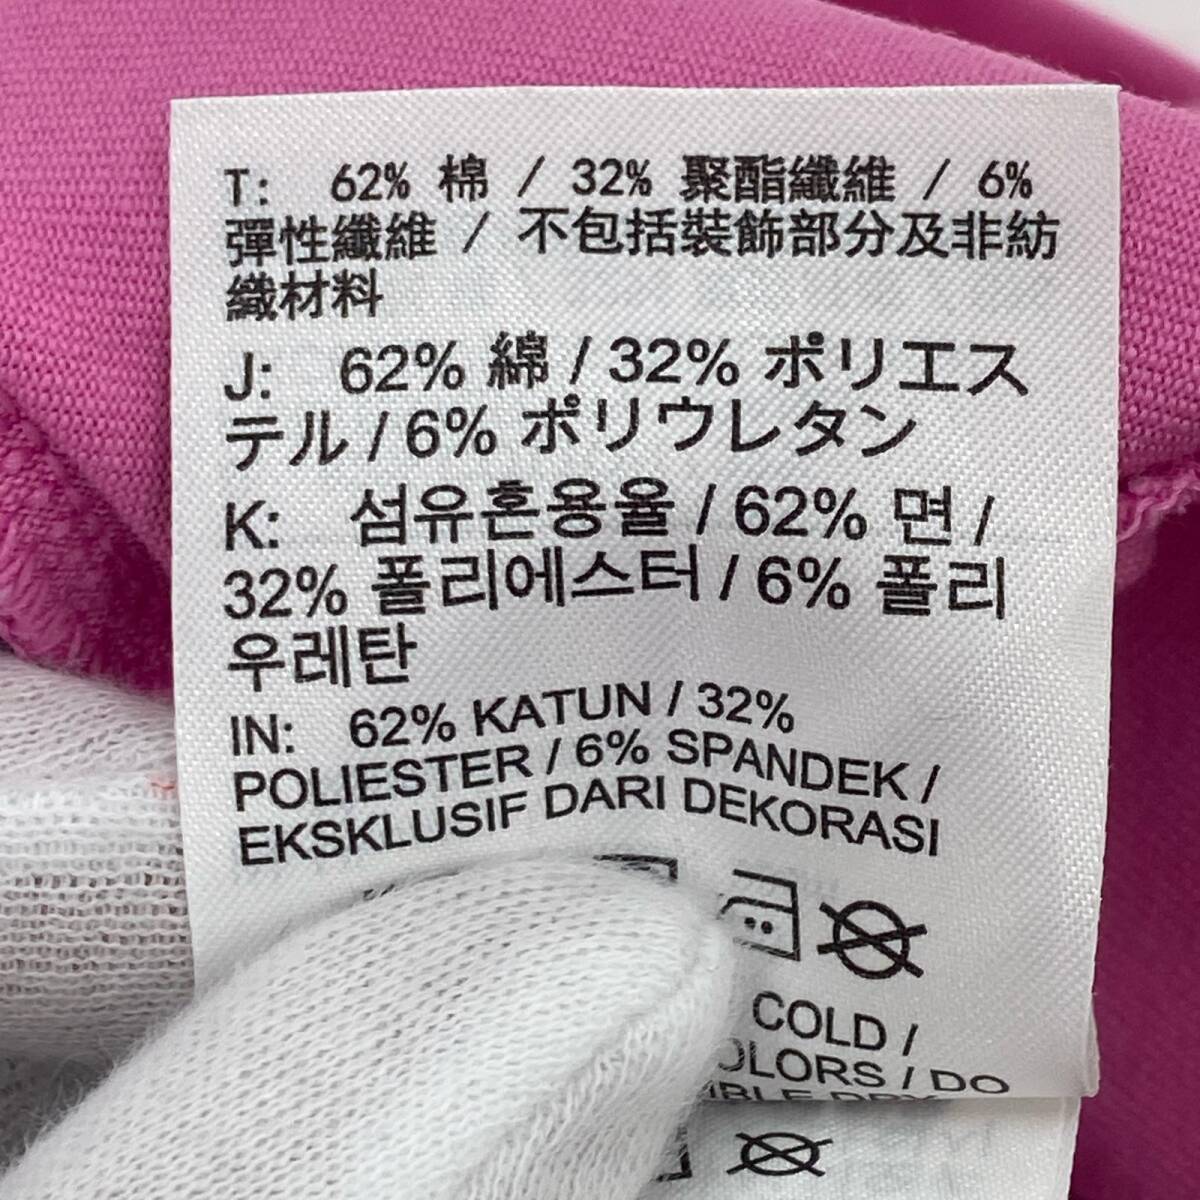 T: 62% 棉 / 32% 聚酯纖維 / 6%
彈性纖維 / 不包括裝飾部分及非紡
織材料
J: 62% 綿 / 32% ポリエス
テル / 6% ポリウレタン
K: 섬유혼용율 / 62% 면 /
32% 폴리에스터 / 6% 폴리
우레탄
IN: 62% KATUN / 32%
POLIESTER / 6% SPANDEK /
EKSKLUSIF DARI DEKORASI
COLD /
/ DO